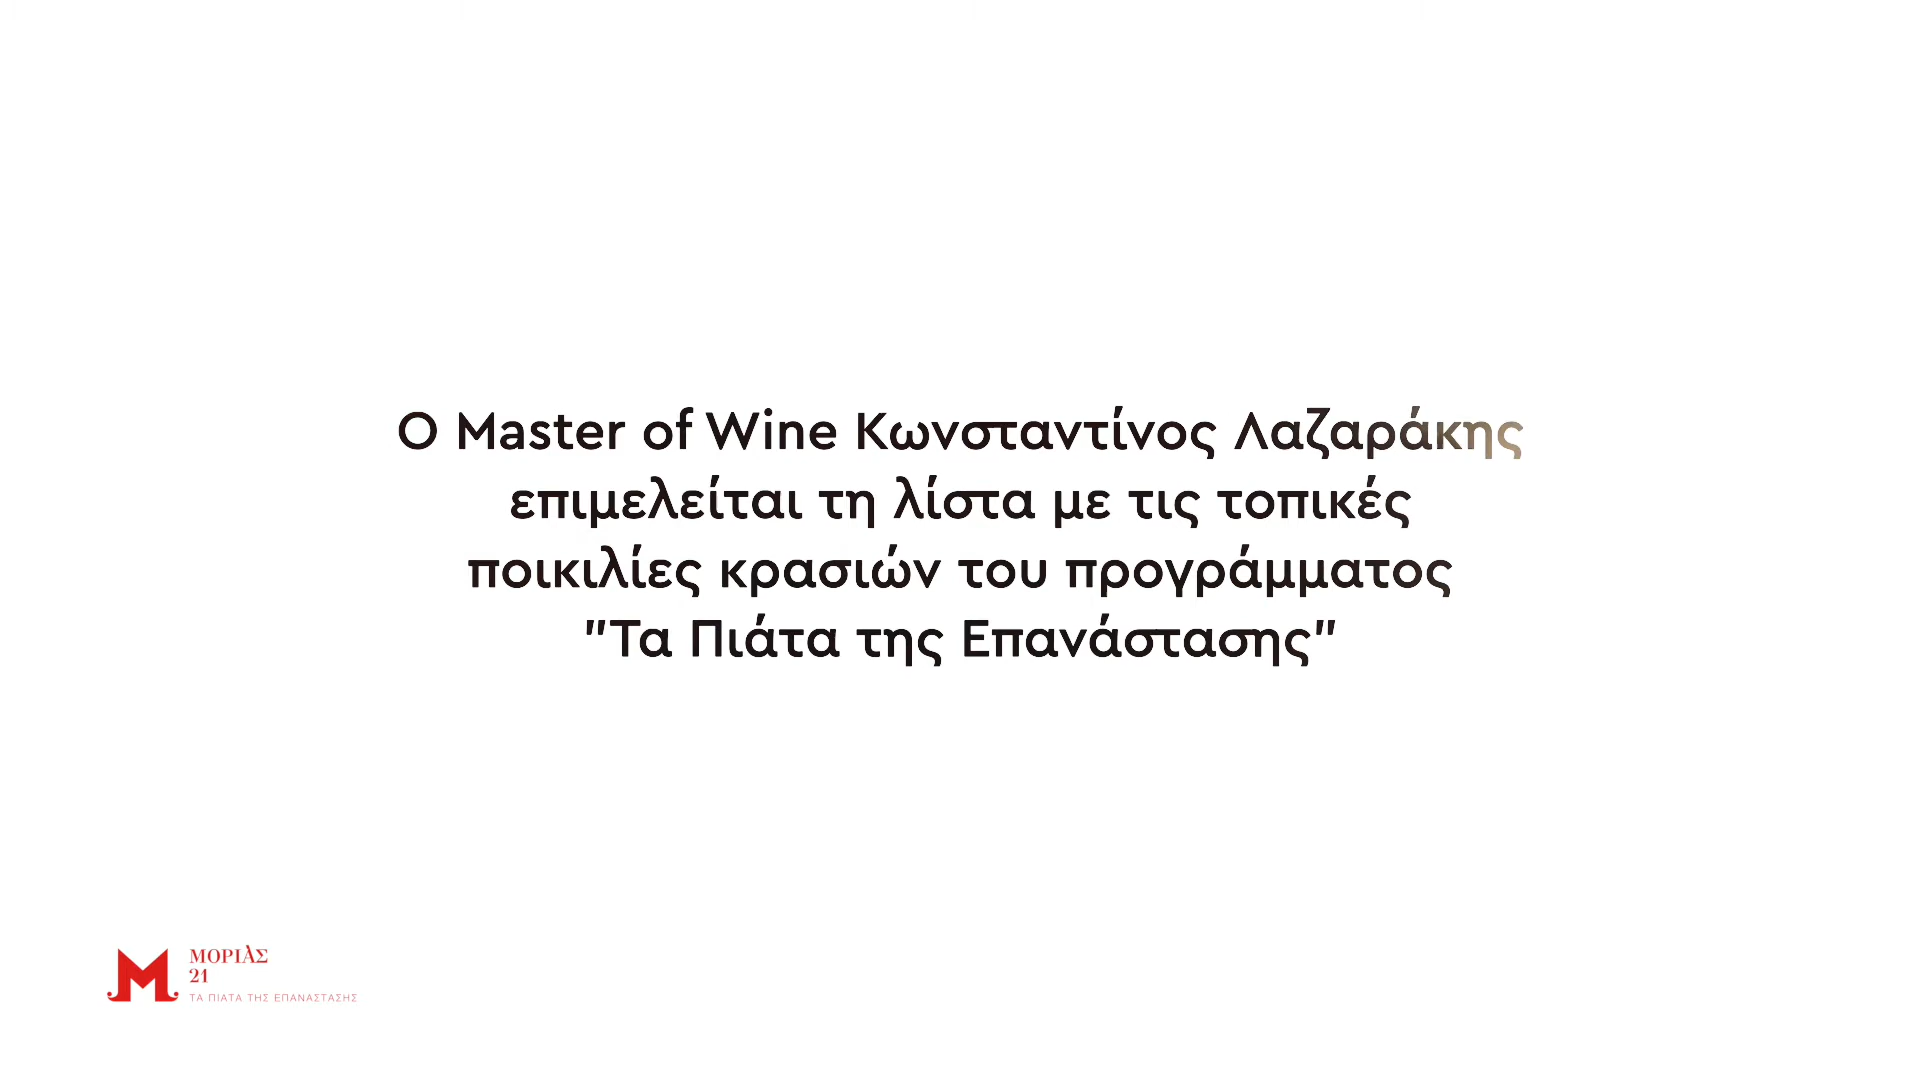 Ο Master of Wine Κωνσταντίνος Λαζαράκης
επιμελείται τη λίστα με τις τοπικές
ποικιλίες κρασιών του προγράμματος
"Τα Πιάτα της Επανάστασης"
ΜΟΡΙΑΣ
21
ΤΑ ΠΙΑΤΑ ΤΗΣ ΕΠΑΝΑΣΤΑΣΗΣ